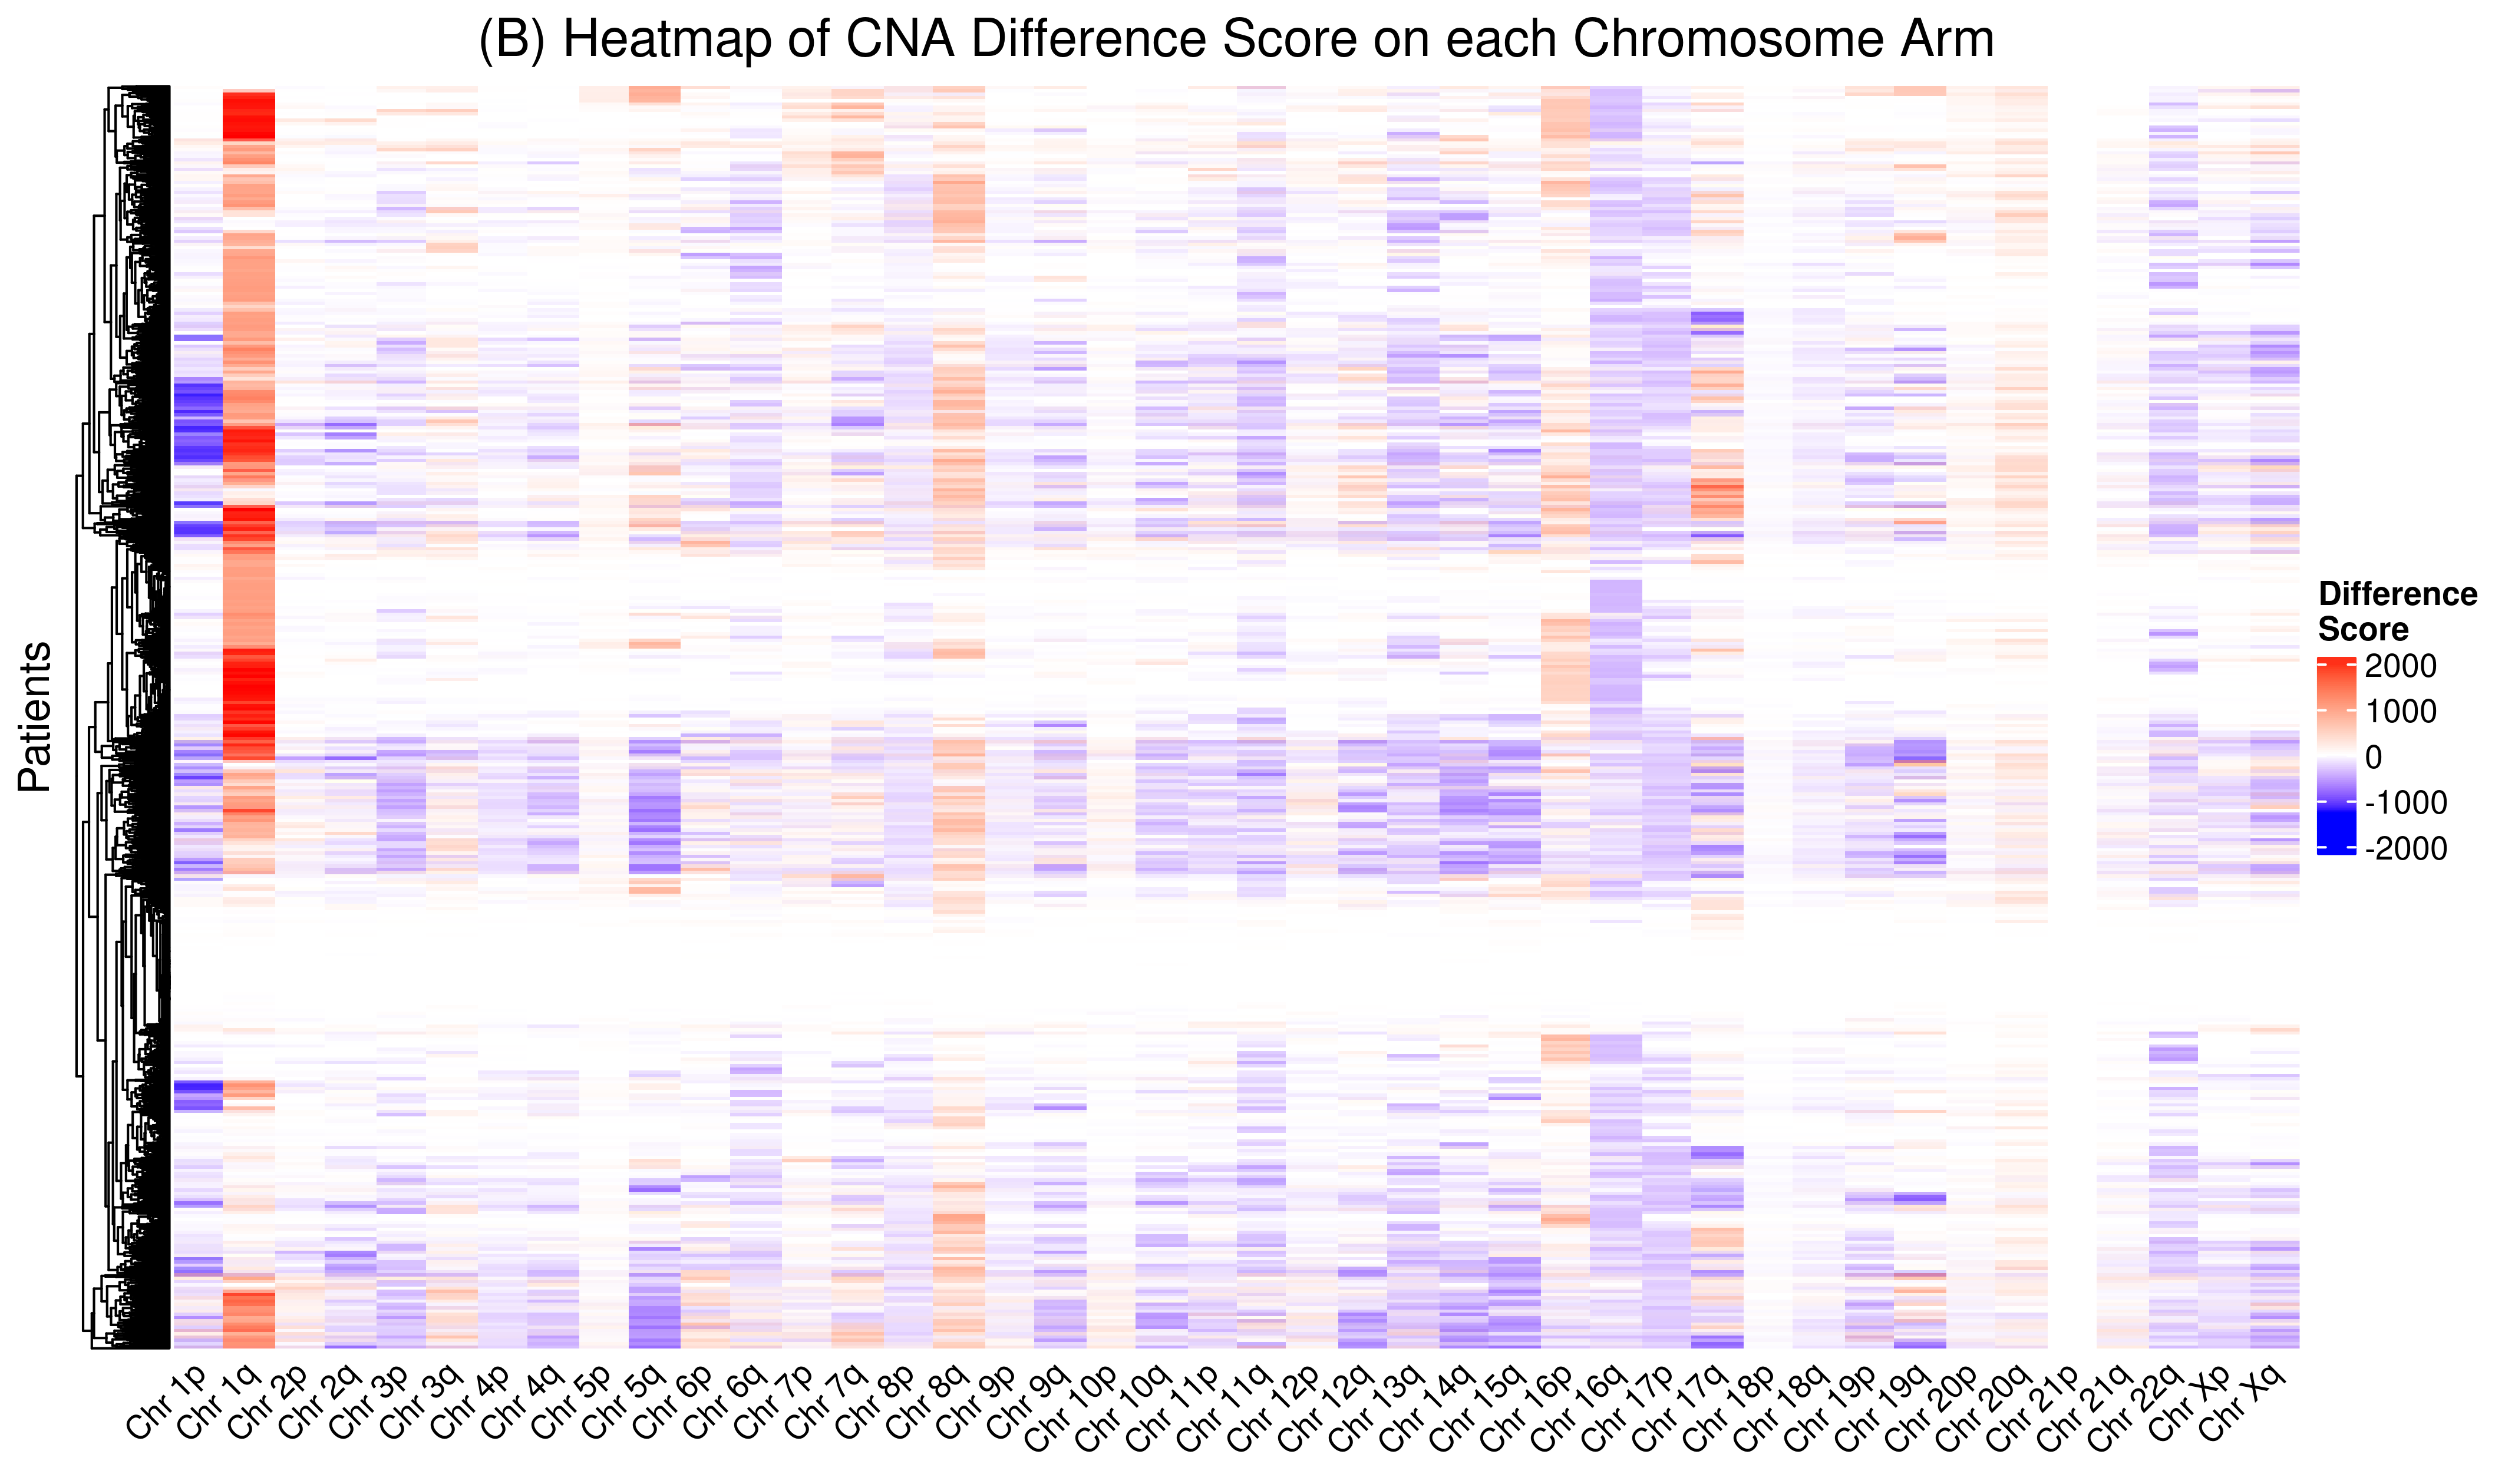 (B) Heatmap of CNA Difference Score on each Chromosome Arm
Patients
Difference
Score
2000
1000
0
-1000
-2000
Chr 1p
Chr 1q
Chr 2p
Chr 2q
Chr 3p
Chr 3q
Chr 4p
Chr 4q
Chr 5p
Chr 5q
Chr 6p
Chr 6q
Chr 7p
Chr 7q
Chr 8p
Chr 8q
Chr 9p
Chr 9q
Chr 10p
Chr 10q
Chr 11p
Chr 11q
Chr 12p
Chr 12q
Chr 13q
Chr 14q
Chr 15q
Chr 16p
Chr 16q
Chr 17p
Chr 17q
Chr 18p
Chr 18q
Chr 19p
Chr 19q
Chr 20p
Chr 20q
Chr 21p
Chr 21q
Chr 22q
Chr Xp
Chr Xq